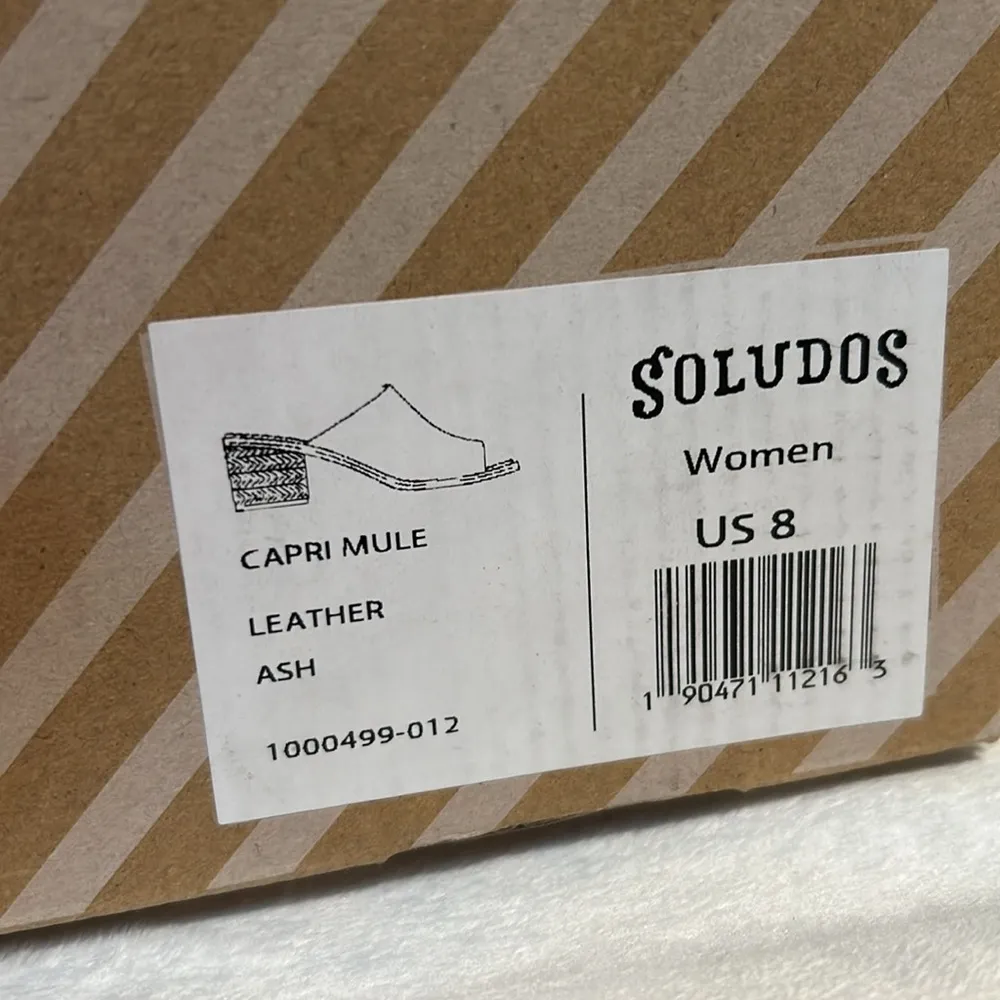 CAPRI MULE
LEATHER
ASH
1000499-012
SOLUDOS
Women
US 8
1 90471 11216 3